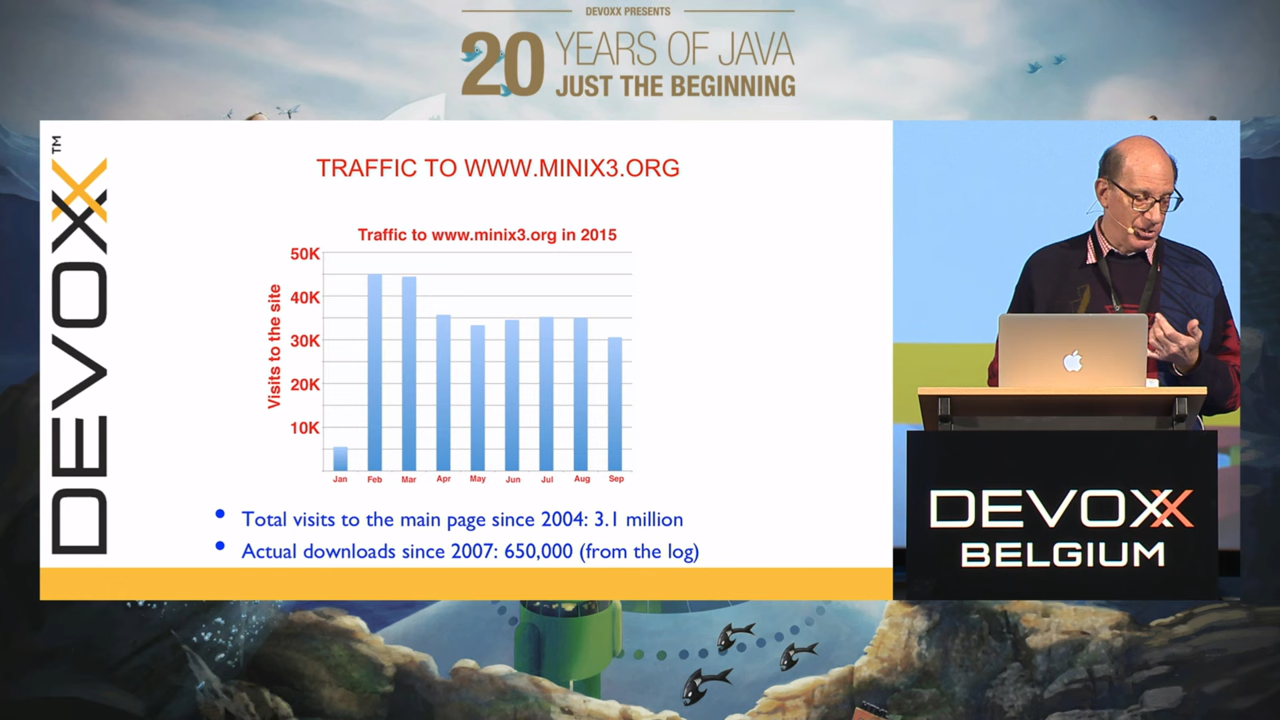 DEVOXX PRESENTS
20 YEARS OF JAVA
JUST THE BEGINNING
DEVOXX™
TRAFFIC TO WWW.MINIX3.ORG
Traffic to www.minix3.org in 2015
Visits to the site
50K
40K
30K
20K
10K
Jan Feb Mar Apr May Jun Jul Aug Sep
• Total visits to the main page since 2004: 3.1 million
• Actual downloads since 2007: 650,000 (from the log)
DEVOXX
BELGIUM